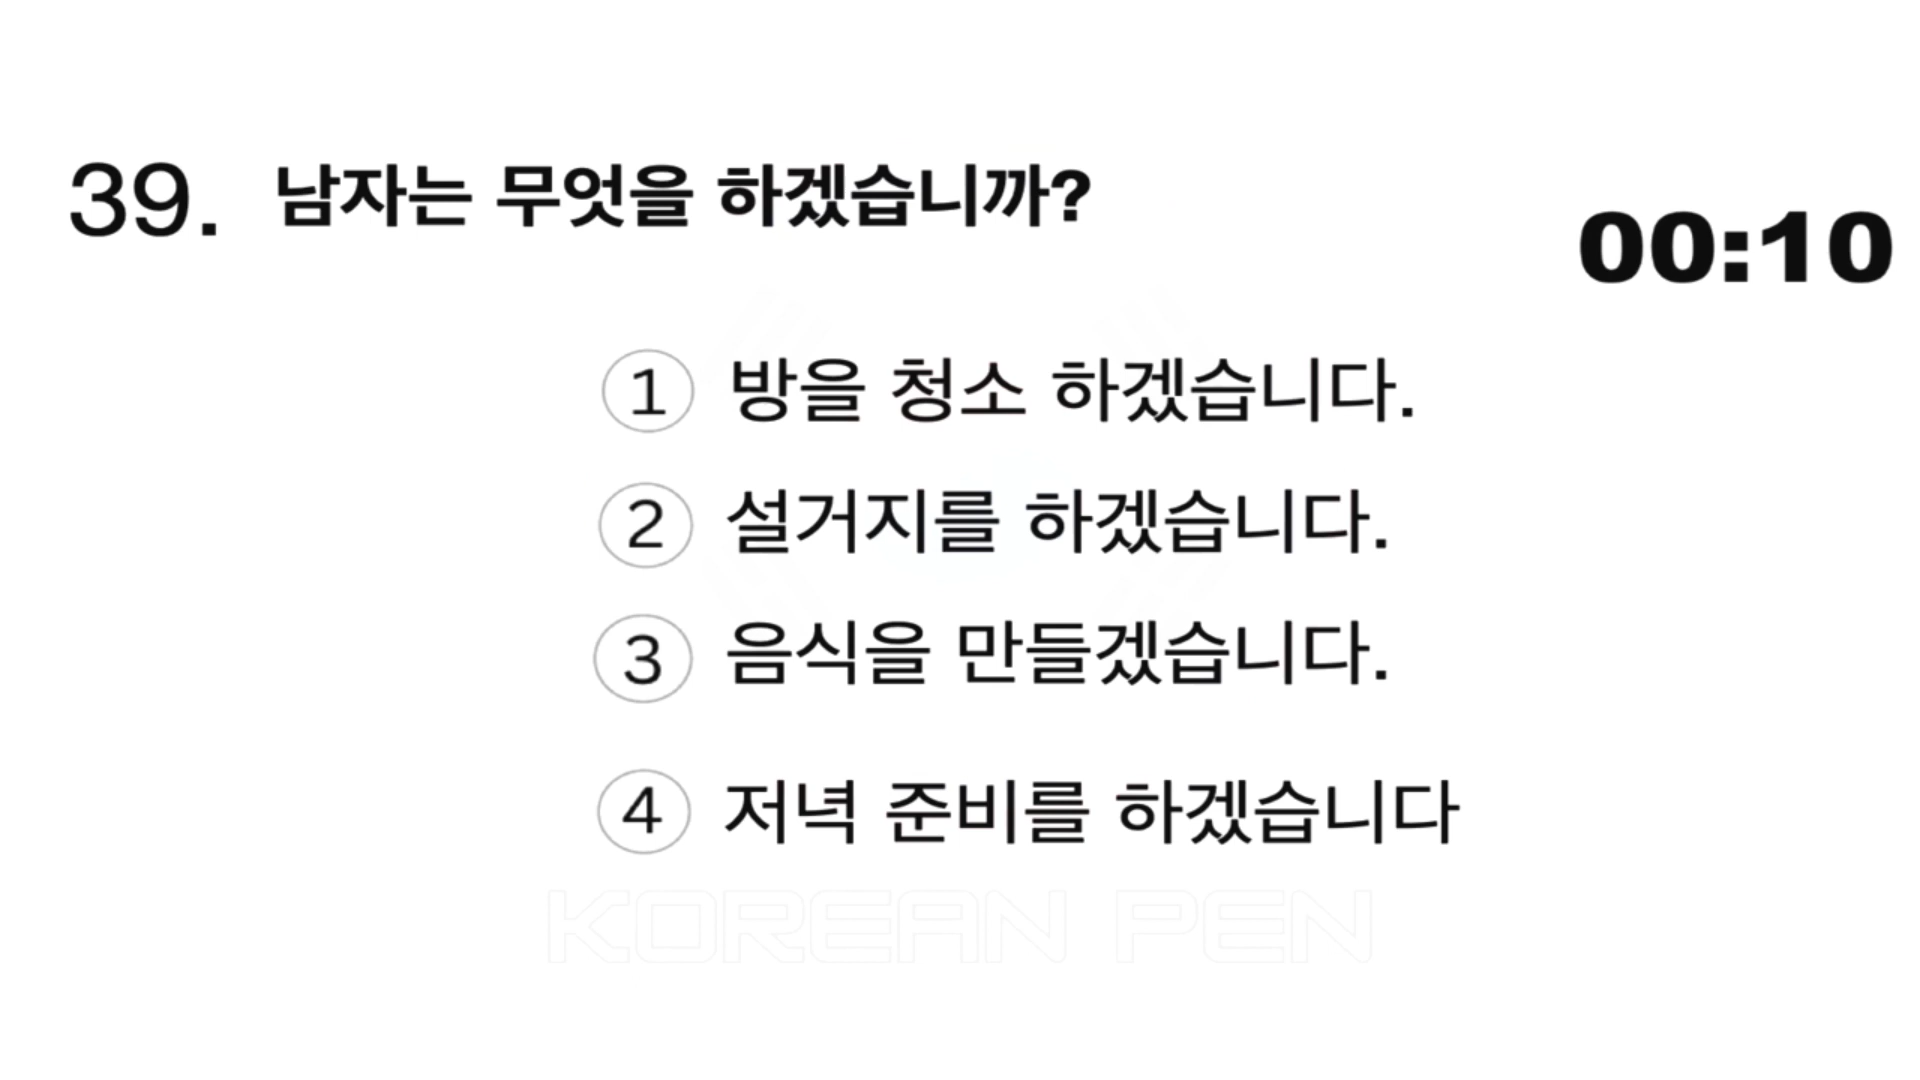 39. 남자는 무엇을 하겠습니까?
00:10
① 방을 청소 하겠습니다.
② 설거지를 하겠습니다.
③ 음식을 만들겠습니다.
④ 저녁 준비를 하겠습니다
KOREAN PEN